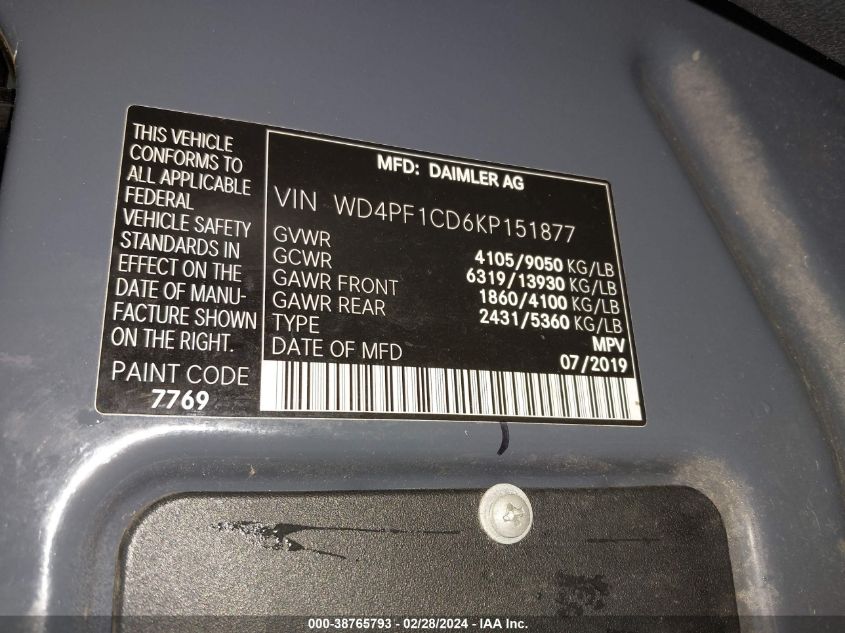 THIS VEHICLE
CONFORMS TO
ALL APPLICABLE
FEDERAL
VEHICLE SAFETY
STANDARDS IN
EFFECT ON THE
DATE OF MANU-
FACTURE SHOWN
ON THE RIGHT.
PAINT CODE
7769
MFD: DAIMLER AG
VIN WD4PF1CD6KP151877
GVWR 4105/9050 KG/LB
GCWR 6319/13930 KG/LB
GAWR FRONT 1860/4100 KG/LB
GAWR REAR 2431/5360 KG/LB
TYPE MPV
DATE OF MFD 07/2019
000-38765793 - 02/28/2024 - IAA Inc.